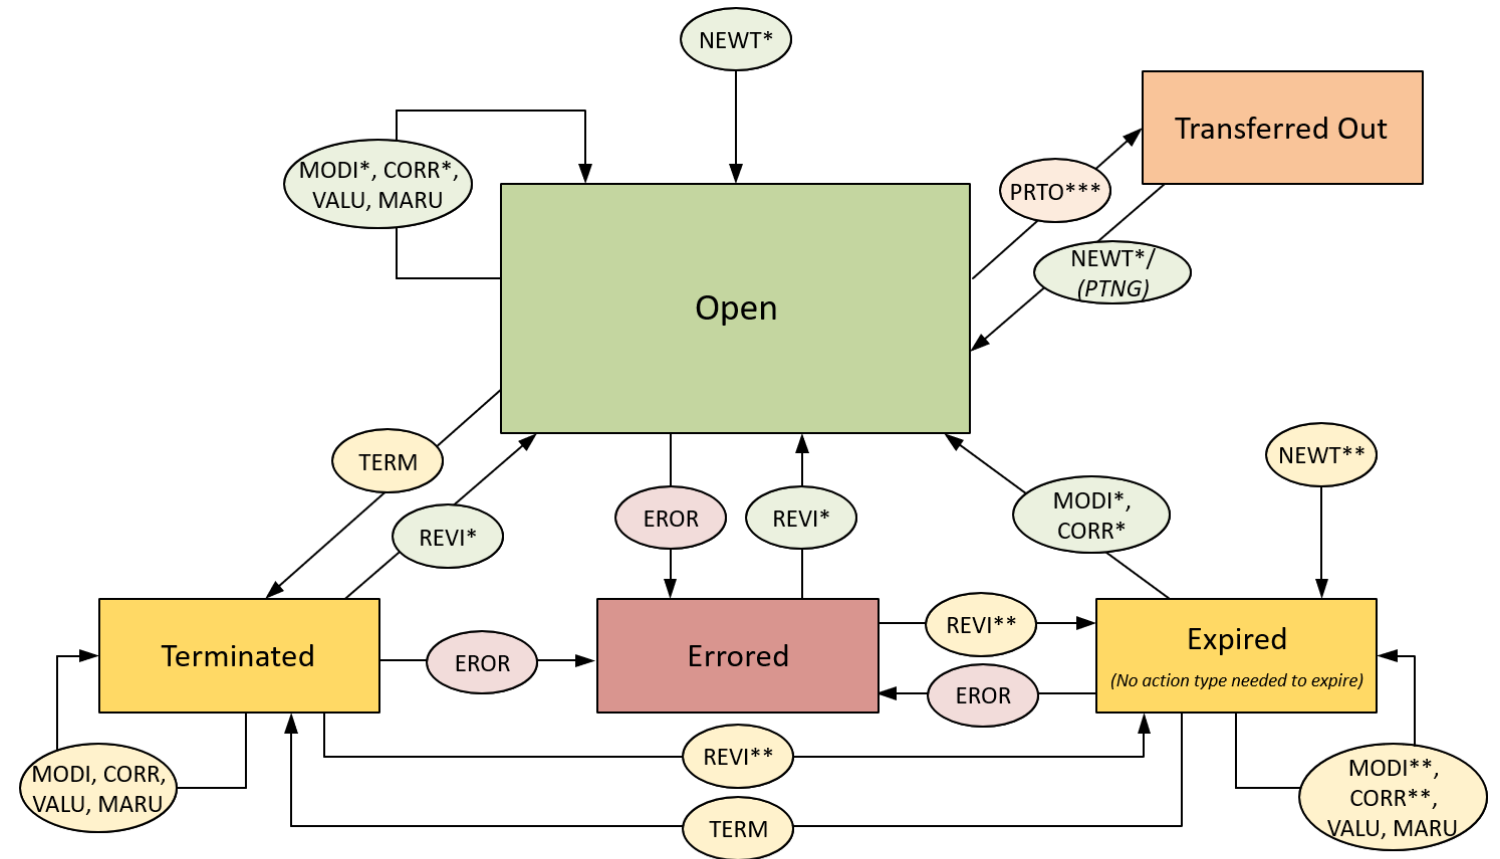 NEWT*
Transferred Out
MODI*, CORR*,
VALU, MARU
PRTO***
NEWT*/
(PTNG)
Open
TERM
REVI*
EROR
REVI*
MODI*,
CORR*
NEWT**
Terminated
EROR
Errored
REVI**
EROR
Expired
(No action type needed to expire)
MODI, CORR,
VALU, MARU
REVI**
TERM
MODI**,
CORR**,
VALU, MARU